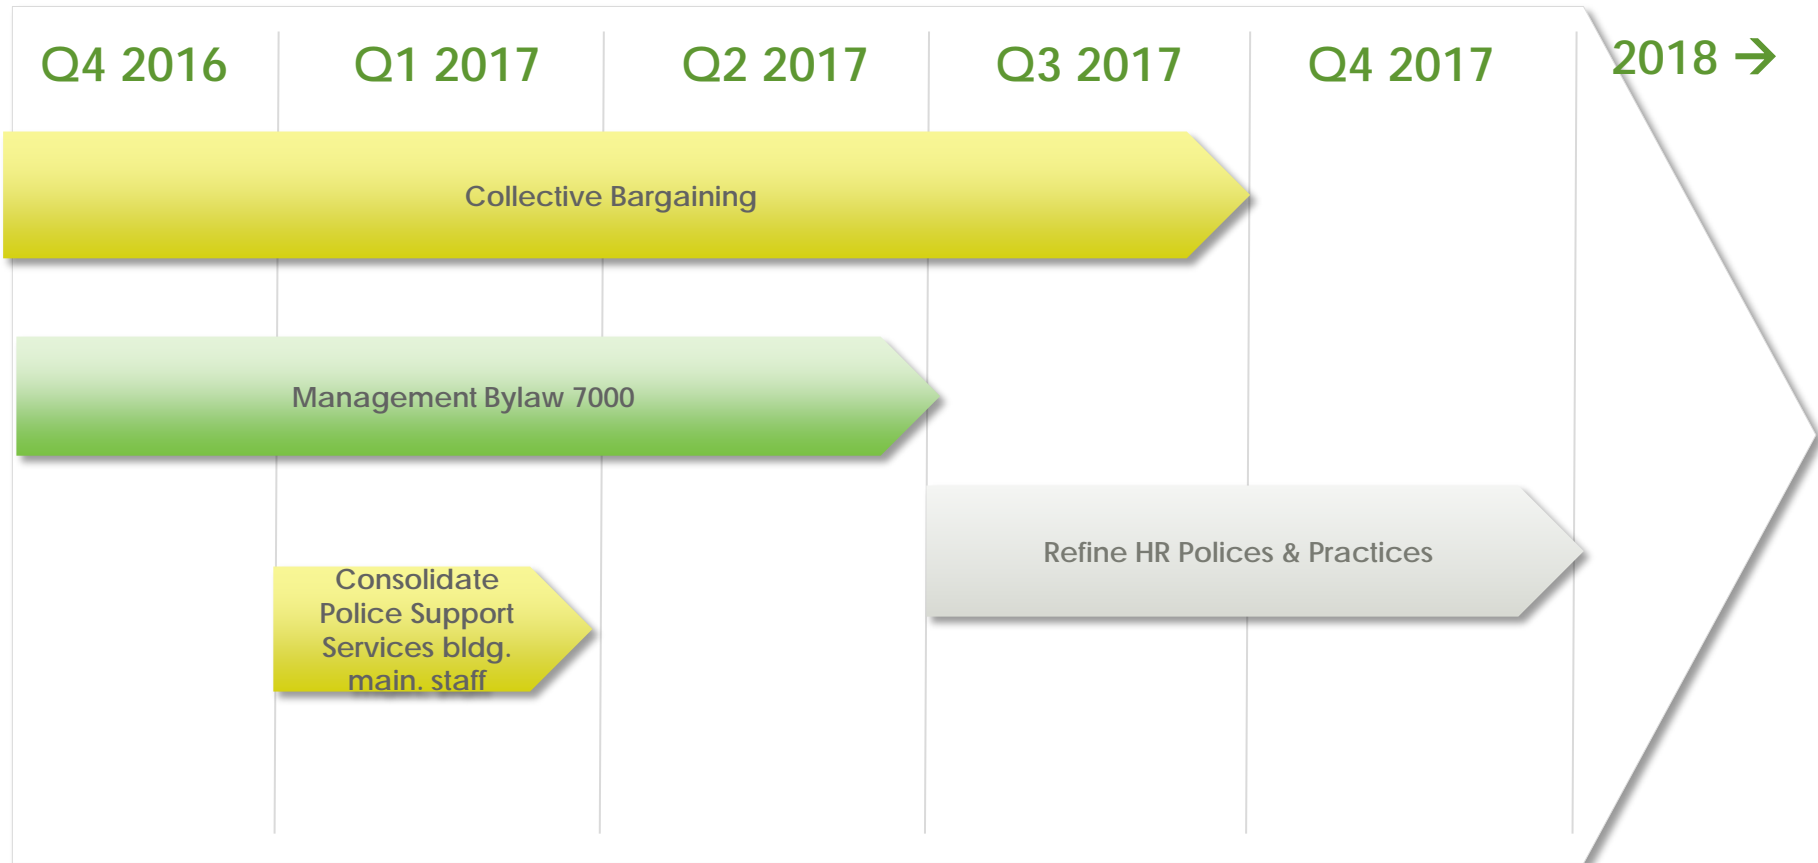 Q4 2016 Q1 2017 Q2 2017 Q3 2017 Q4 2017 2018 →
Collective Bargaining
Management Bylaw 7000
Refine HR Polices & Practices
Consolidate
Police Support
Services bldg.
main. staff